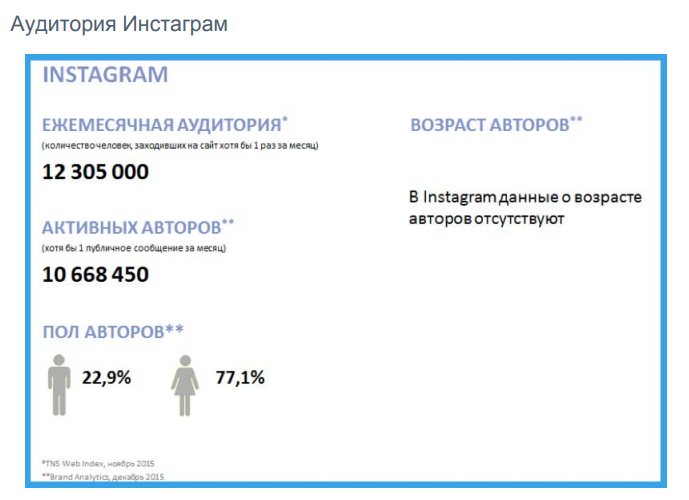 Аудитория Инстаграм
INSTAGRAM
ЕЖЕМЕСЯЧНАЯ АУДИТОРИЯ*
(количество человек, заходивших на сайт хотя бы 1 раз за месяц)
12 305 000
АКТИВНЫХ АВТОРОВ**
(хотя бы 1 публичное сообщение за месяц)
10 668 450
ПОЛ АВТОРОВ**
22,9% 77,1%
ВОЗРАСТ АВТОРОВ**
В Instagram данные о возрасте
авторов отсутствуют
*TNS Web Index, ноябрь 2015
**Brand Analytics, декабрь 2015